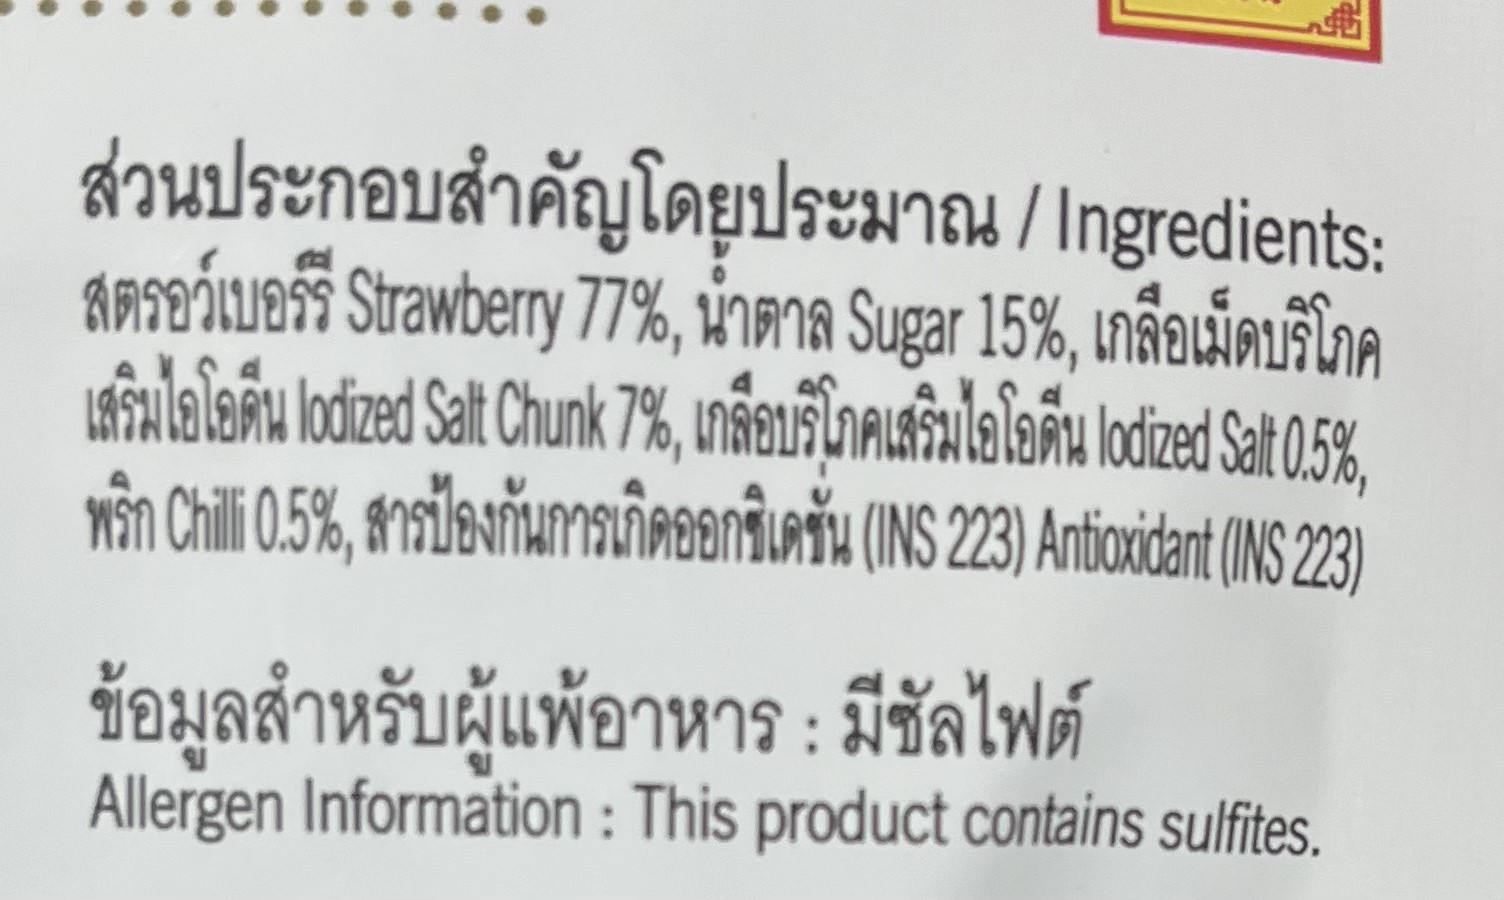 ส่วนประกอบสำคัญโดยประมาณ / Ingredients:
สตรอว์เบอร์รี Strawberry 77%, น้ำตาล Sugar 15%, เกลือเม็ดบริโภค
เสริมไอโอดีน Iodized Salt Chunk 7%, เกลือบริโภคเสริมไอโอดีน Iodized Salt 0.5%,
พริก Chilli 0.5%, สารป้องกันการเกิดออกซิเดชั่น (INS 223) Antioxidant (INS 223)
ข้อมูลสำหรับผู้แพ้อาหาร : มีซัลไฟต์
Allergen Information : This product contains sulfites.